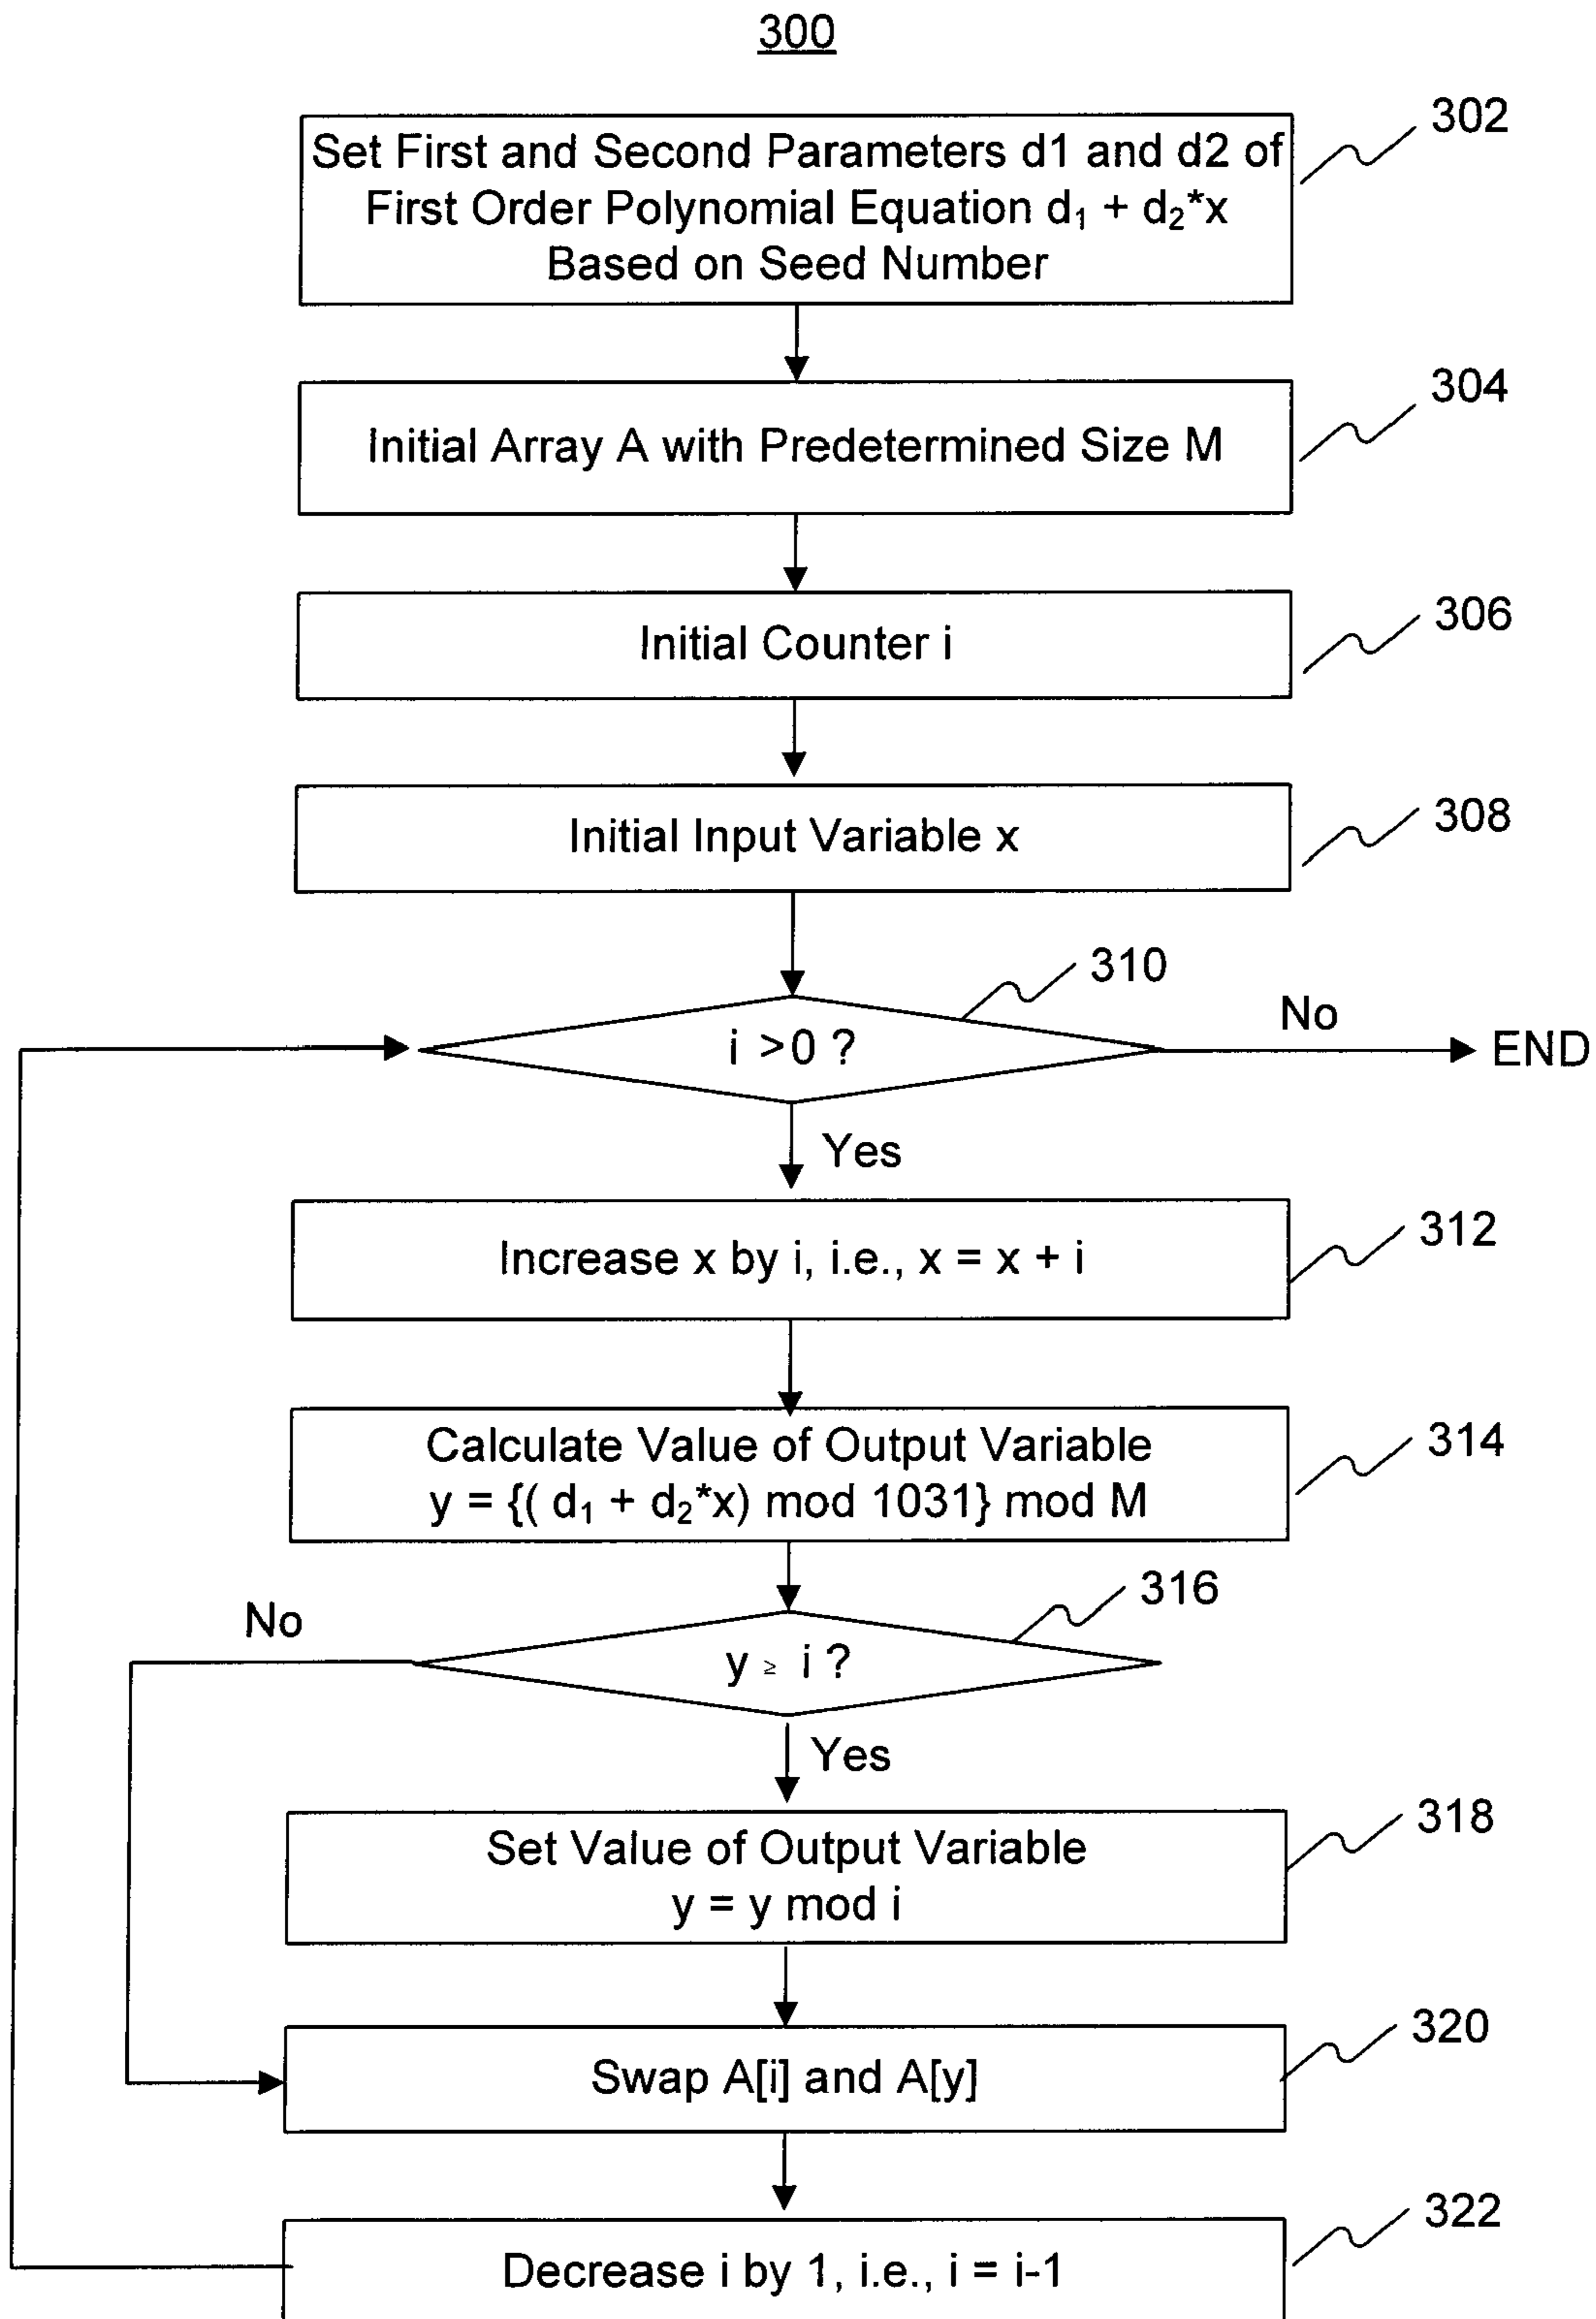 300
302
Set First and Second Parameters d1 and d2 of
First Order Polynomial Equation d₁ + d₂*x
Based on Seed Number
304
Initial Array A with Predetermined Size M
306
Initial Counter i
308
Initial Input Variable x
310
i >0 ?
No
END
Yes
312
Increase x by i, i.e., x = x + i
314
Calculate Value of Output Variable
y = {( d₁ + d₂*x) mod 1031} mod M
316
No
y ≥ i ?
Yes
318
Set Value of Output Variable
y = y mod i
320
Swap A[i] and A[y]
322
Decrease i by 1, i.e., i = i-1